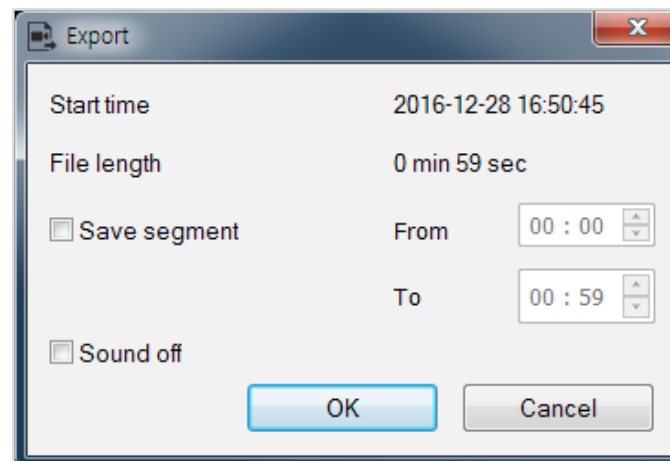 Export
Start time 2016-12-28 16:50:45
File length 0 min 59 sec
Save segment From 00 : 00
To 00 : 59
Sound off
OK Cancel